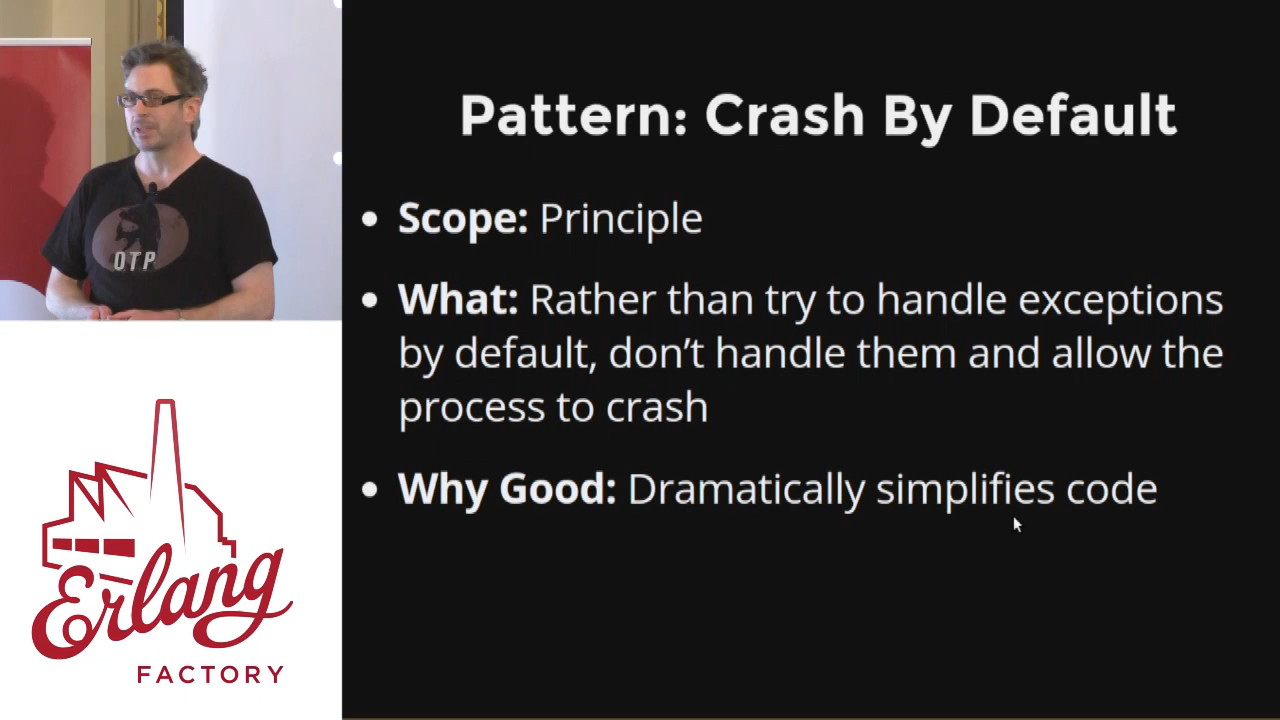 OTP
Erlang
FACTORY
Pattern: Crash By Default
• Scope: Principle
• What: Rather than try to handle exceptions
by default, don’t handle them and allow the
process to crash
• Why Good: Dramatically simplifies code